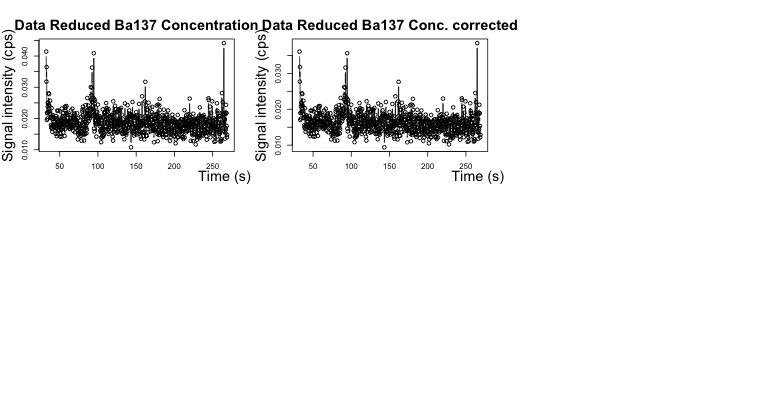 Data Reduced Ba137 Concentration
Signal intensity (cps)
0.010 0.020 0.030 0.040
50 100 150 200 250
Time (s)
Data Reduced Ba137 Conc. corrected
Signal intensity (cps)
0.010 0.020 0.030
50 100 150 200 250
Time (s)